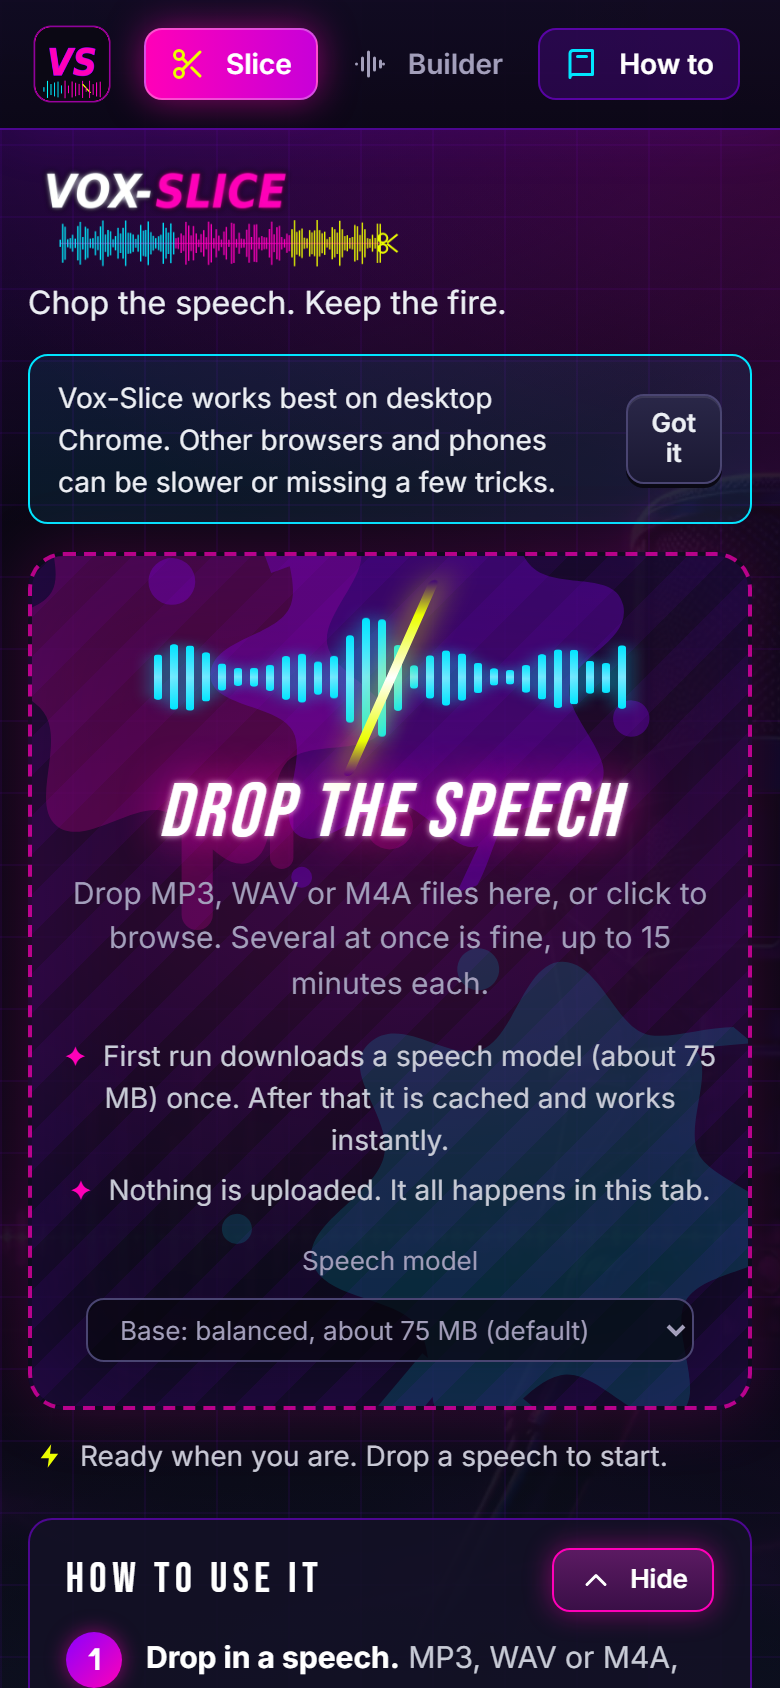 VS
Slice
Builder
How to
VOX-SLICE
Chop the speech. Keep the fire.
Vox-Slice works best on desktop
Chrome. Other browsers and phones
can be slower or missing a few tricks.
Got
it
DROP THE SPEECH
Drop MP3, WAV or M4A files here, or click to
browse. Several at once is fine, up to 15
minutes each.
First run downloads a speech model (about 75
MB) once. After that it is cached and works
instantly.
Nothing is uploaded. It all happens in this tab.
Speech model
Base: balanced, about 75 MB (default)
Ready when you are. Drop a speech to start.
HOW TO USE IT
Hide
1 Drop in a speech. MP3, WAV or M4A,